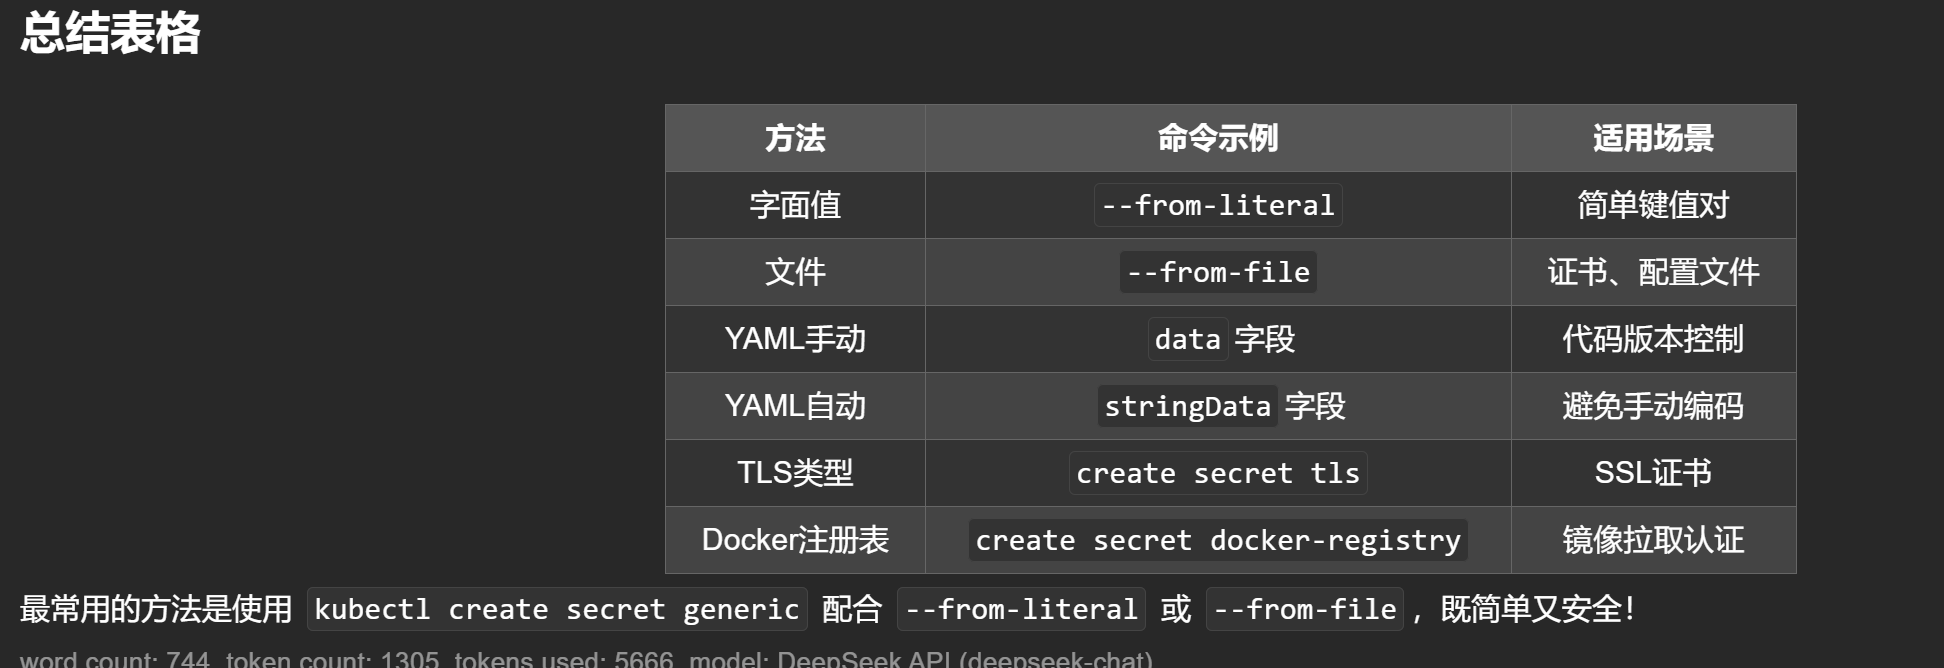 总结表格
方法 命令示例 适用场景
字面值 --from-literal 简单键值对
文件 --from-file 证书、配置文件
YAML手动 data 字段 代码版本控制
YAML自动 stringData 字段 避免手动编码
TLS类型 create secret tls SSL证书
Docker注册表 create secret docker-registry 镜像拉取认证
最常用的方法是使用 kubectl create secret generic 配合 --from-literal 或 --from-file ，既简单又安全！
word count: 744, token count: 1305, tokens used: 5666, model: DeepSeek API (deepseek-chat)